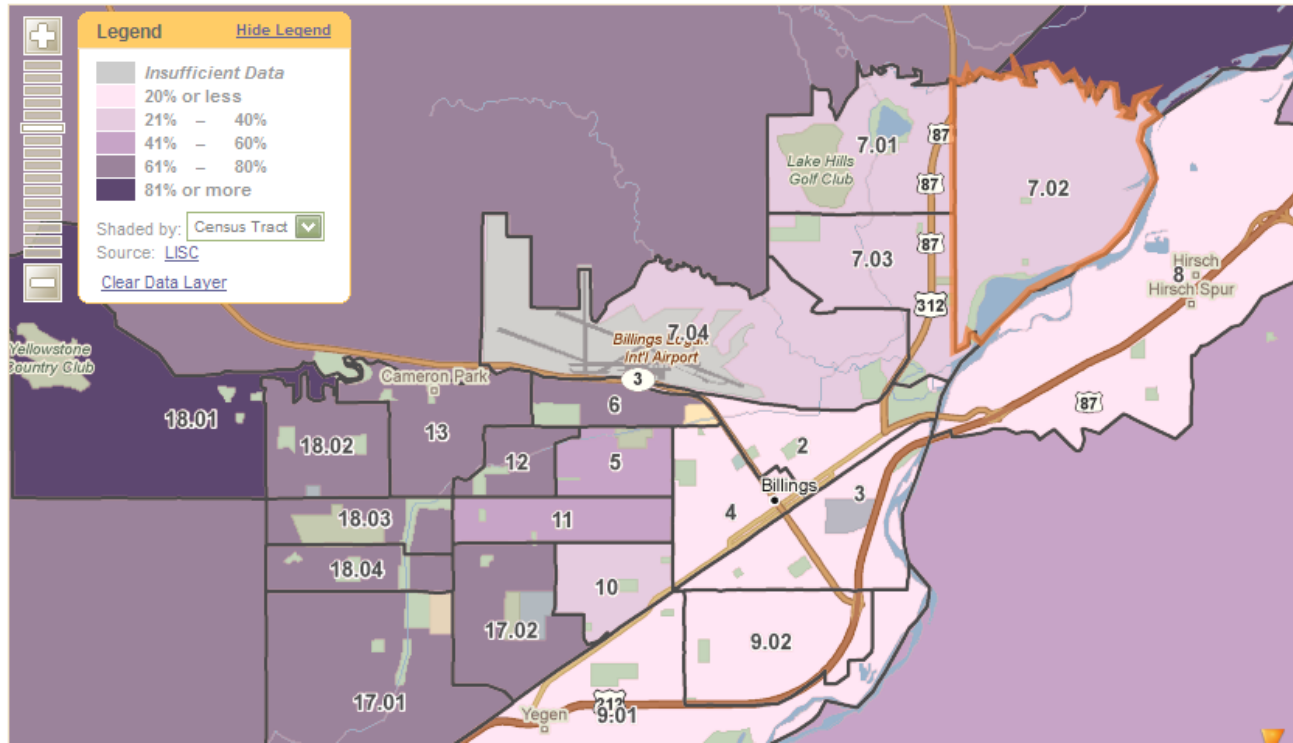 Legend Hide Legend
Insufficient Data
20% or less
21% – 40%
41% – 60%
61% – 80%
81% or more
Shaded by: Census Tract
Source: LISC
Clear Data Layer
87
7.01
Lake Hills
Golf Club
87
7.02
87
7.03
Hirsch
8
Hirsch Spur
312
7.04
Billings Logan
Int'l Airport
Yellowstone
Country Club
Cameron Park
3
6
87
18.01
18.02
13
2
12
5
Billings
3
4
18.03
11
18.04
10
17.02
9.02
17.01
212
Yegen
9.01